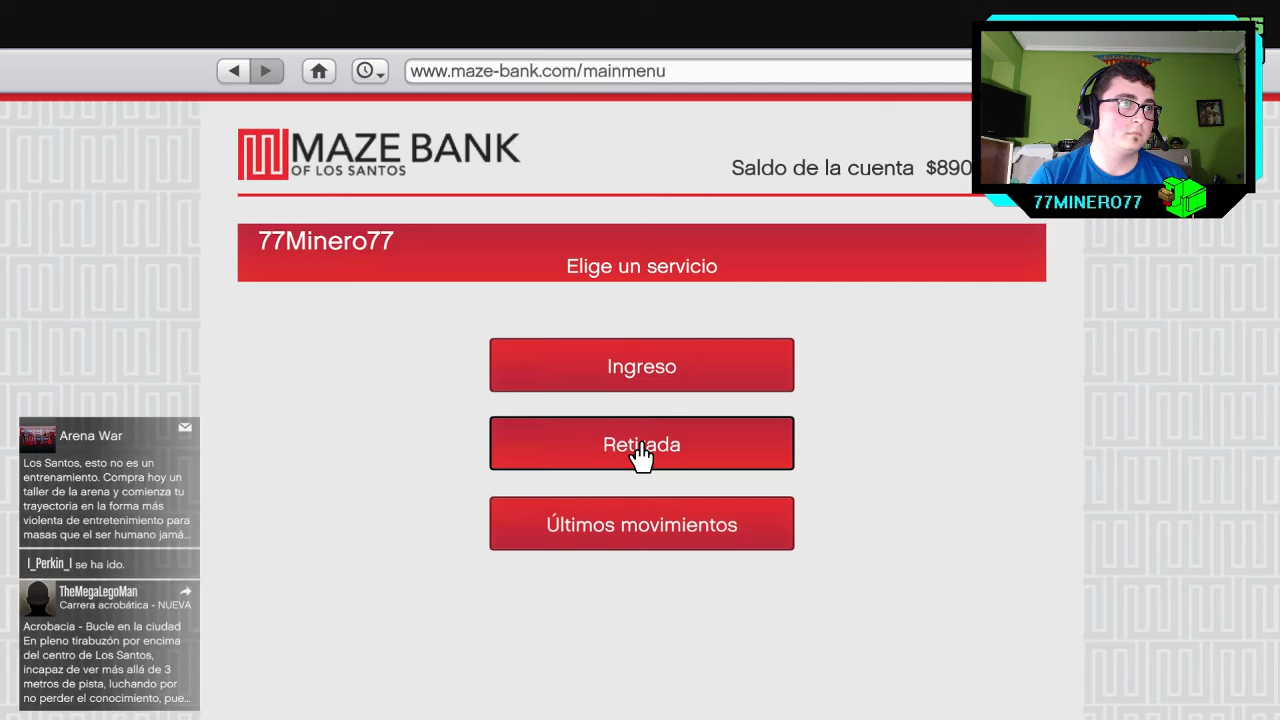 www.maze-bank.com/mainmenu
MAZE BANK
OF LOS SANTOS
Saldo de la cuenta $890
77MINERO77
77Minero77
Elige un servicio
Ingreso
Retirada
Últimos movimientos
Arena War
Los Santos, esto no es un
entrenamiento. Compra hoy un
taller de la arena y comienza tu
trayectoria en la forma más
violenta de entretenimiento para
masas que el ser humano jamá...
I_Perkin_I se ha ido.
TheMegaLegoMan
Carrera acrobática - NUEVA
Acrobacia - Bucle en la ciudad
En pleno tirabuzón por encima
del centro de Los Santos,
incapaz de ver más allá de 3
metros de pista, luchando por
no perder el conocimiento, pue...